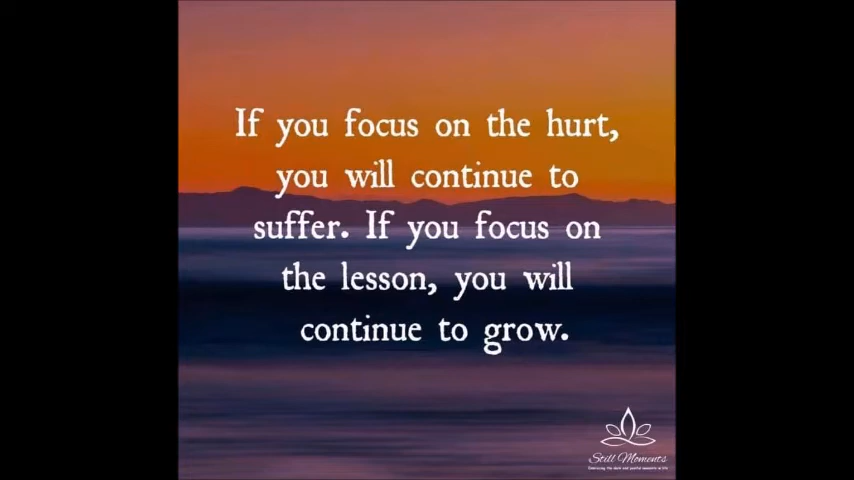 If you focus on the hurt,
you will continue to
suffer. If you focus on
the lesson, you will
continue to grow.
Still Moments